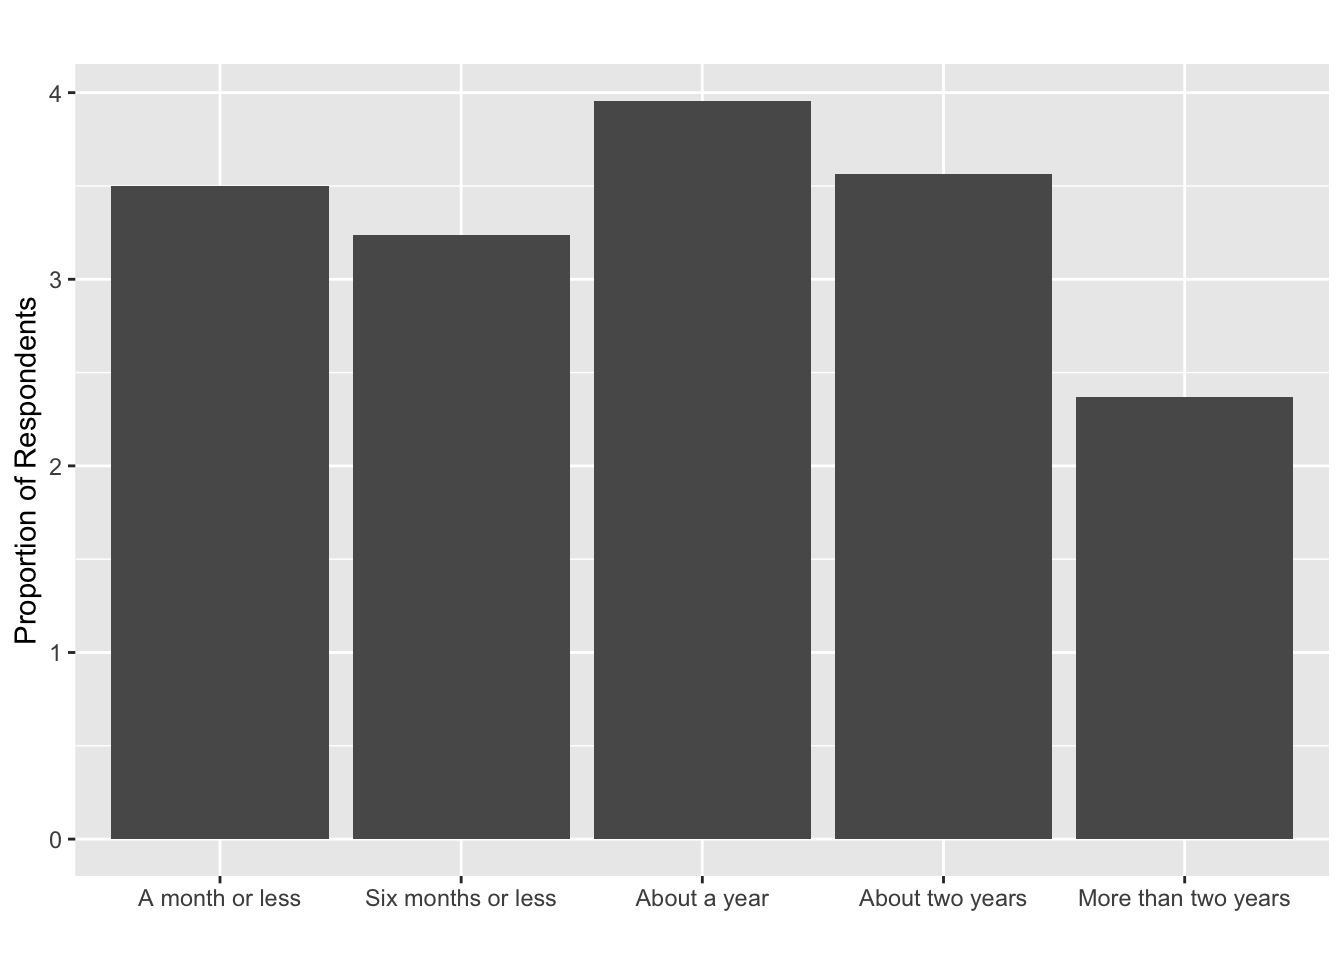 Proportion of Respondents
4
3
2
1
0
A month or less
Six months or less
About a year
About two years
More than two years